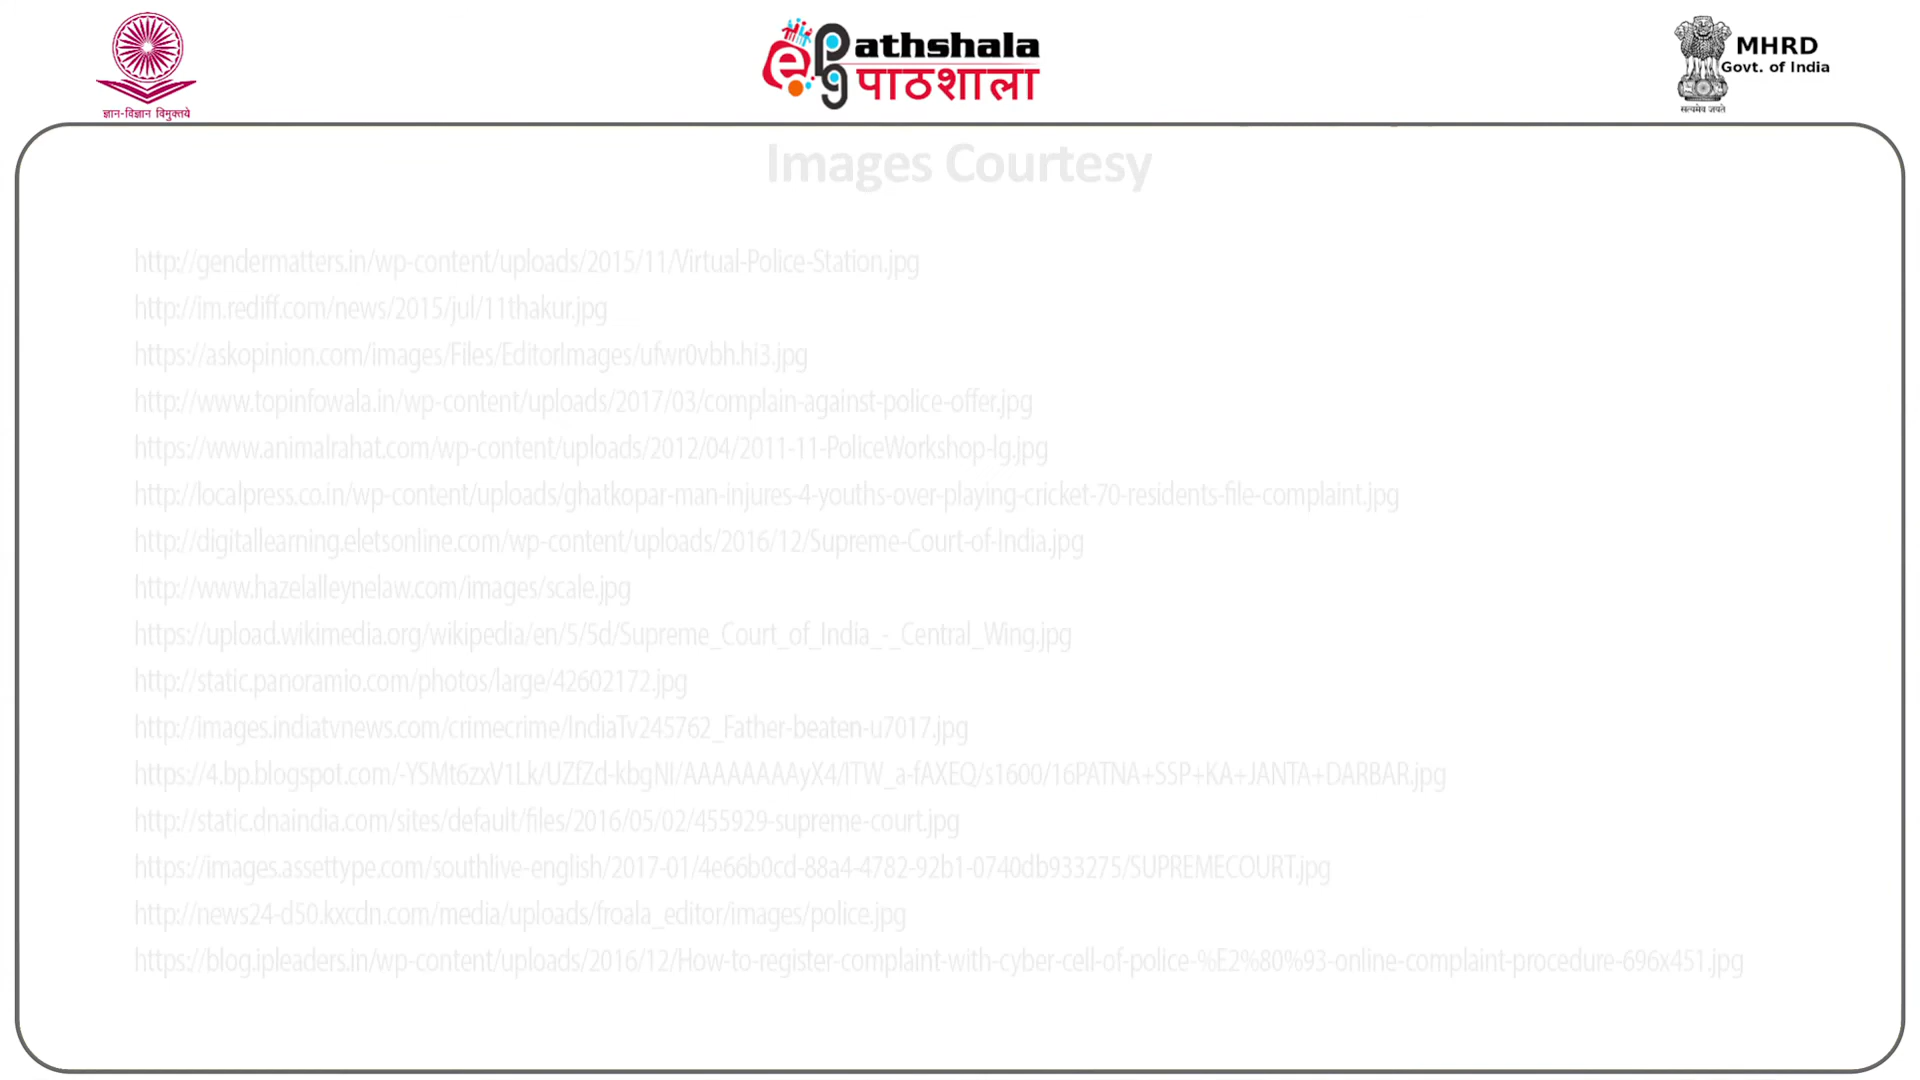 ज्ञान-विज्ञान विमुक्तये
e pg Pathshala
पाठशाला
MHRD
Govt. of India
सत्यमेव जयते
Images Courtesy
http://gendermatters.in/wp-content/uploads/2015/11/Virtual-Police-Station.jpg
http://im.rediff.com/news/2015/jul/11thakur.jpg
https://askopinion.com/images/Files/EditorImages/ufwr0vbh.hi3.jpg
http://www.topinfowala.in/wp-content/uploads/2017/03/complain-against-police-offer.jpg
https://www.animalrahat.com/wp-content/uploads/2012/04/2011-11-PoliceWorkshop-lg.jpg
http://localpress.co.in/wp-content/uploads/ghatkopar-man-injures-4-youths-over-playing-cricket-70-residents-file-complaint.jpg
http://digitallearning.eletsonline.com/wp-content/uploads/2016/12/Supreme-Court-of-India.jpg
http://www.hazelalleynelaw.com/images/scale.jpg
https://upload.wikimedia.org/wikipedia/en/5/5d/Supreme_Court_of_India_-_Central_Wing.jpg
http://static.panoramio.com/photos/large/42602172.jpg
http://images.indiatvnews.com/crimecrime/IndiaTv245762_Father-beaten-u7017.jpg
https://4.bp.blogspot.com/-YSMt6zxV1Lk/UZfZd-kbgNI/AAAAAAAAyX4/ITW_a-fAXEQ/s1600/16PATNA+SSP+KA+JANTA+DARBAR.jpg
http://static.dnaindia.com/sites/default/files/2016/05/02/455929-supreme-court.jpg
https://images.assettype.com/southlive-english/2017-01/4e66b0cd-88a4-4782-92b1-0740db933275/SUPREMECOURT.jpg
http://news24-d50.kxcdn.com/media/uploads/froala_editor/images/police.jpg
https://blog.ipleaders.in/wp-content/uploads/2016/12/How-to-register-complaint-with-cyber-cell-of-police-%E2%80%93-online-complaint-procedure-696x451.jpg